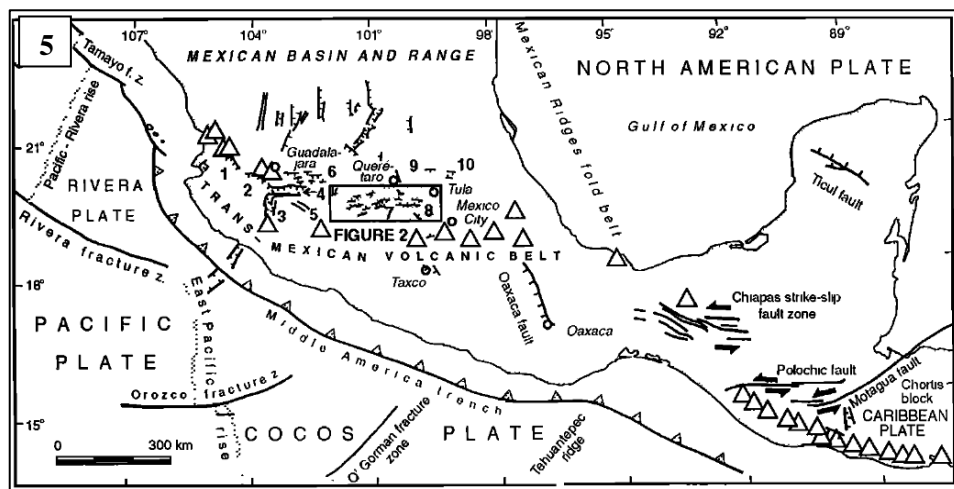 5
107°
104°
101°
98°
95°
92°
89°
21°
18°
15°
Tamayo f. z.
MEXICAN BASIN AND RANGE
NORTH AMERICAN PLATE
Mexican Ridges fold belt
Gulf of Mexico
Pacific - Rivera rise
RIVERA
PLATE
Rivera fracture z.
Guadala-
jara
Queré-
taro
Tula
Mexico
City
1
2
3
4
5
6
7
8
9
10
FIGURE 2
TRANS-
MEXICAN VOLCANIC BELT
Taxco
Oaxaca fault
Oaxaca
Ticul fault
Chiapas strike-slip
fault zone
Polochic fault
Motagua fault
Chortis
block
CARIBBEAN
PLATE
PACIFIC
PLATE
East Pacific
rise
Orozco fracture z.
Middle America trench
COCOS
PLATE
O'Gorman fracture
zone
Tehuantepec
ridge
0 300 km